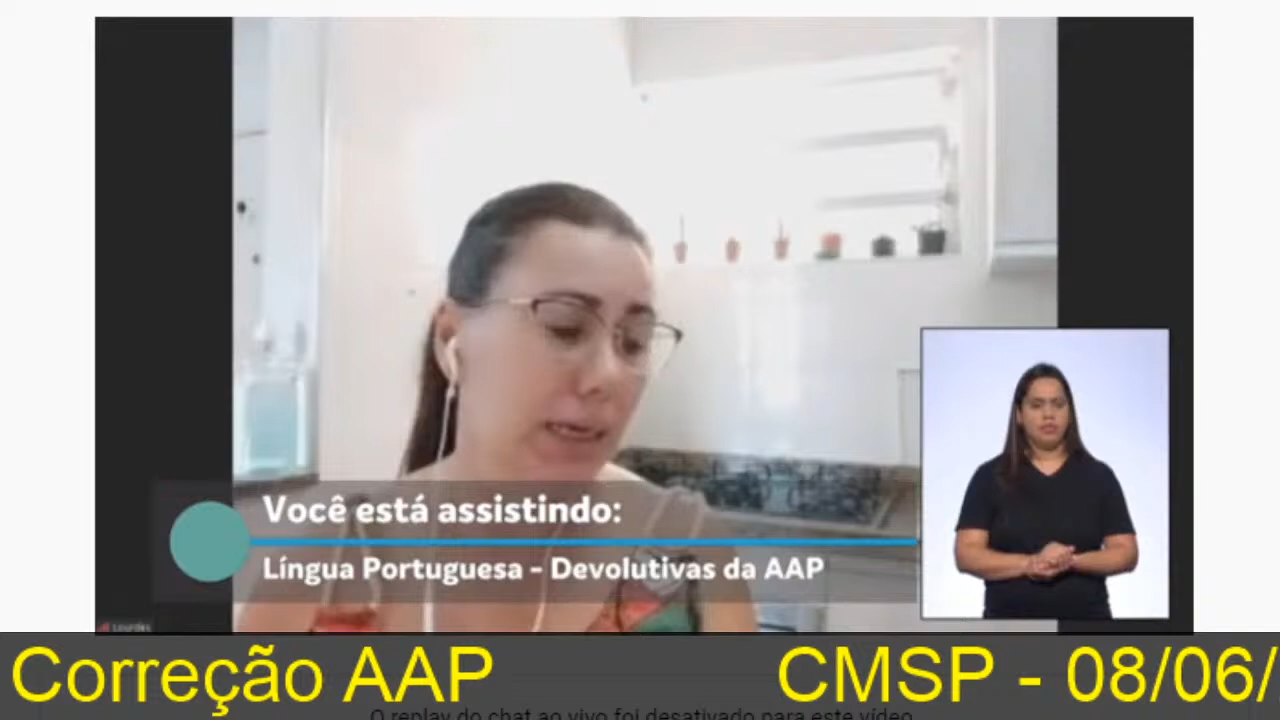 Você está assistindo:
Língua Portuguesa - Devolutivas da AAP
Lourdes
Correção AAP CMSP - 08/06/
O replay do chat ao vivo foi desativado para este vídeo.